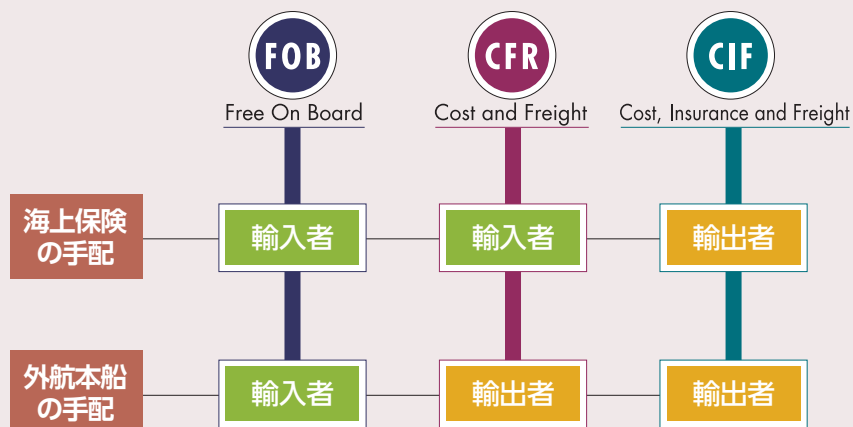 FOB
CFR
CIF
Free On Board
Cost and Freight
Cost, Insurance and Freight
海上保険
の手配
輸入者
輸入者
輸出者
外航本船
の手配
輸入者
輸出者
輸出者